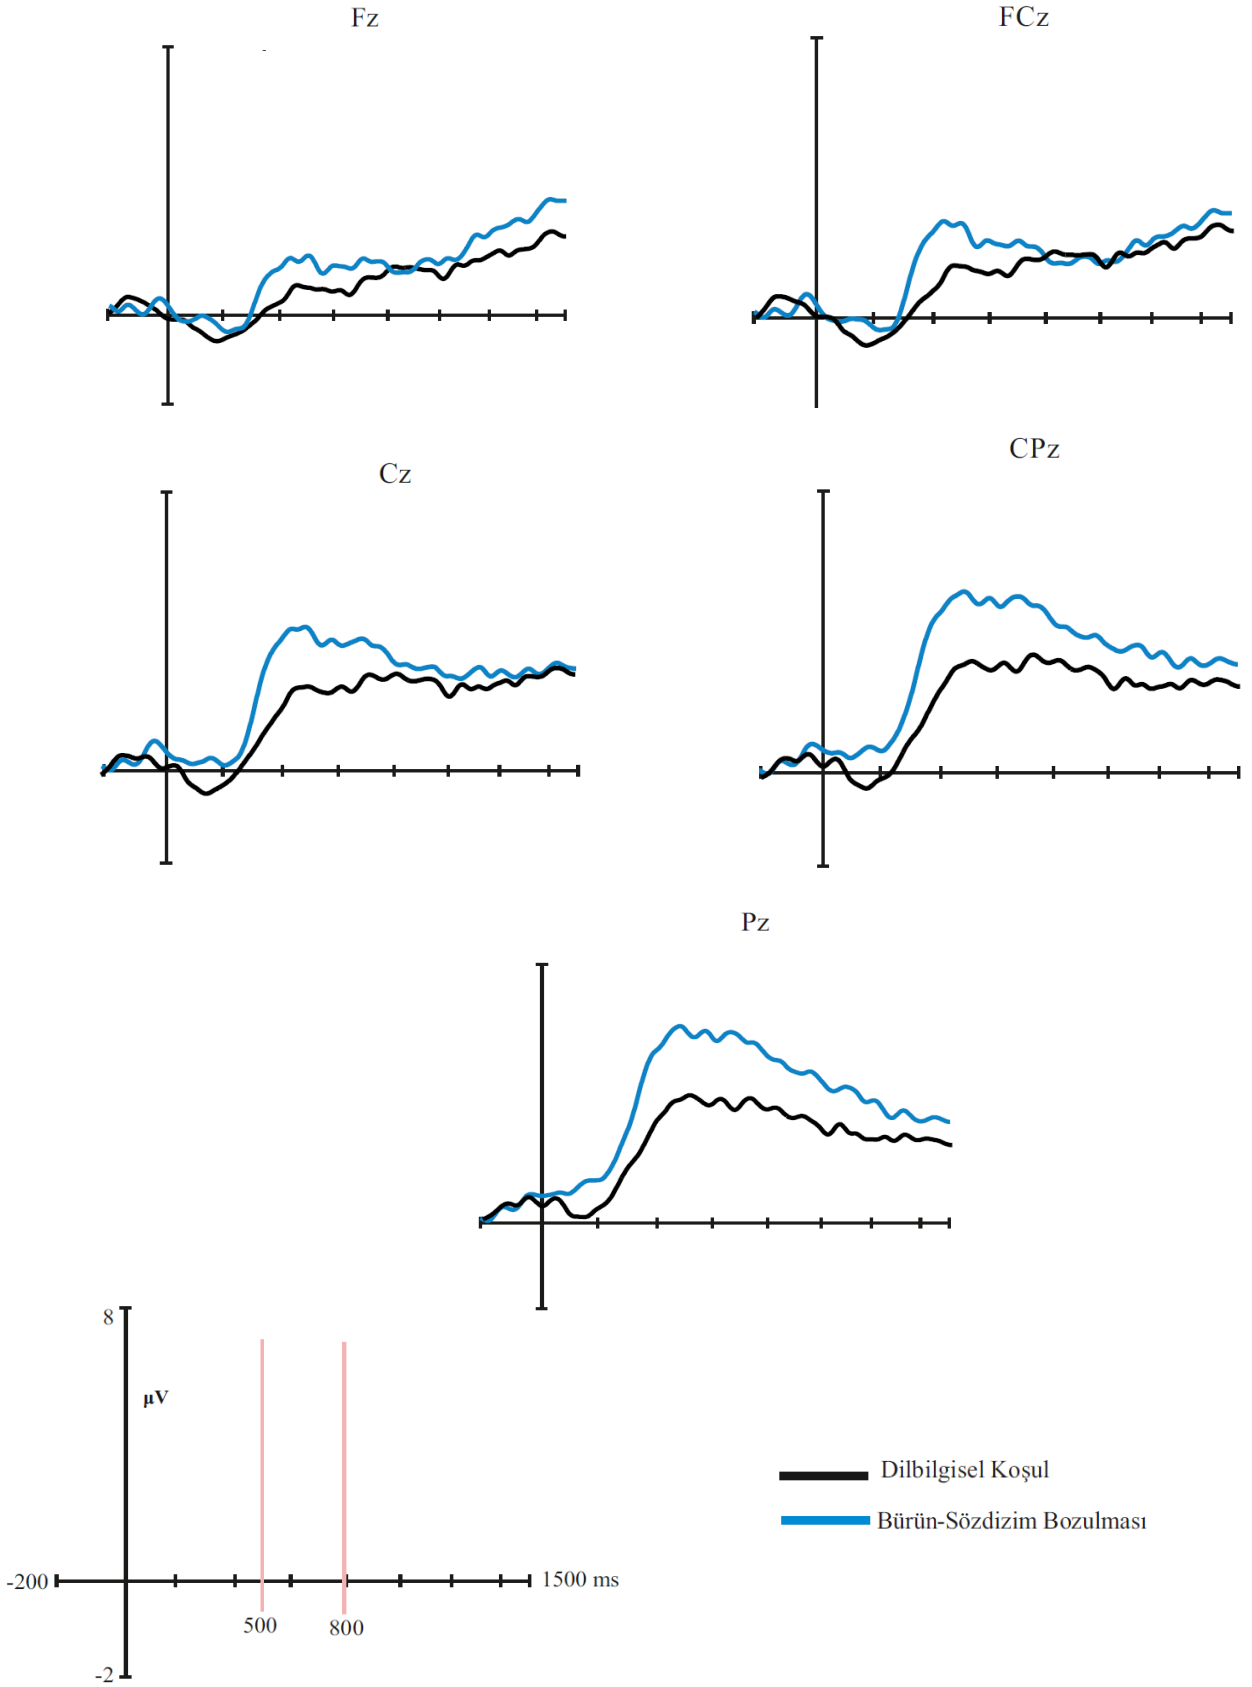 Fz
FCz
Cz
CPz
Pz
8
μV
-200
1500 ms
500
800
-2
Dilbilgisel Koşul
Bürün-Sözdizim Bozulması